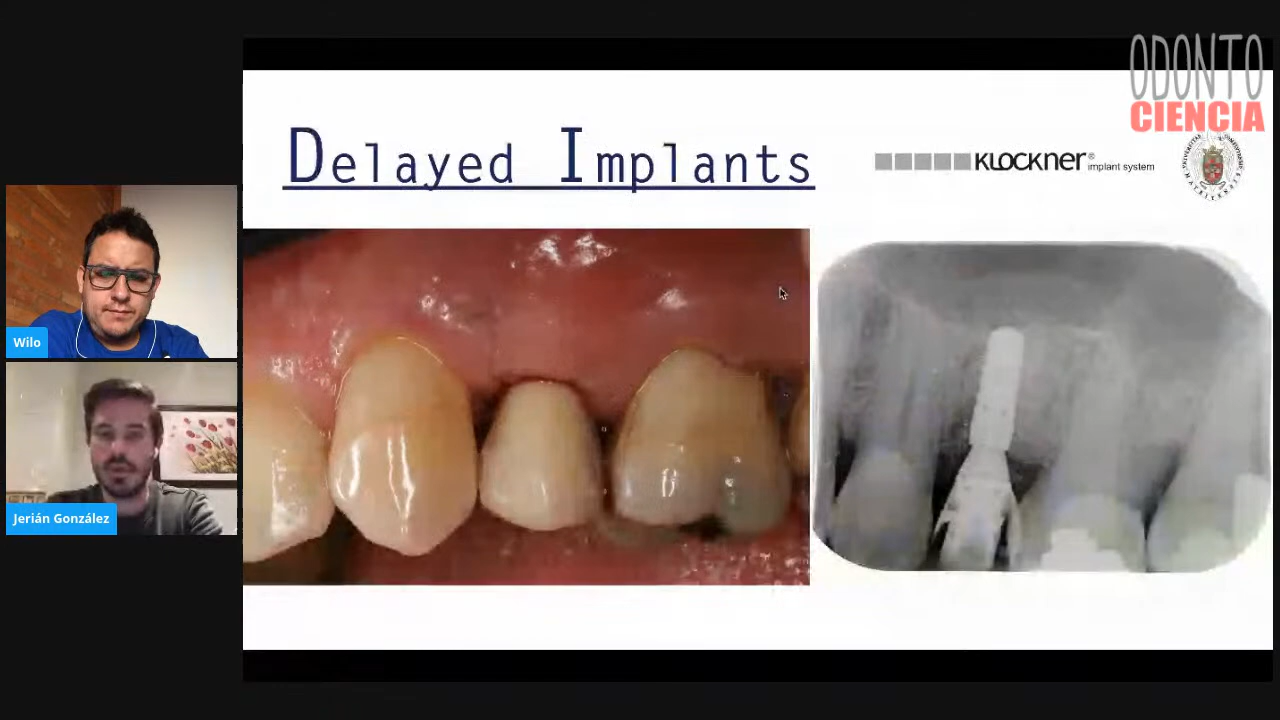 ODONTO
CIENCIA
Delayed Implants
KLOCKNER®
implant system
Wilo
Jerián González